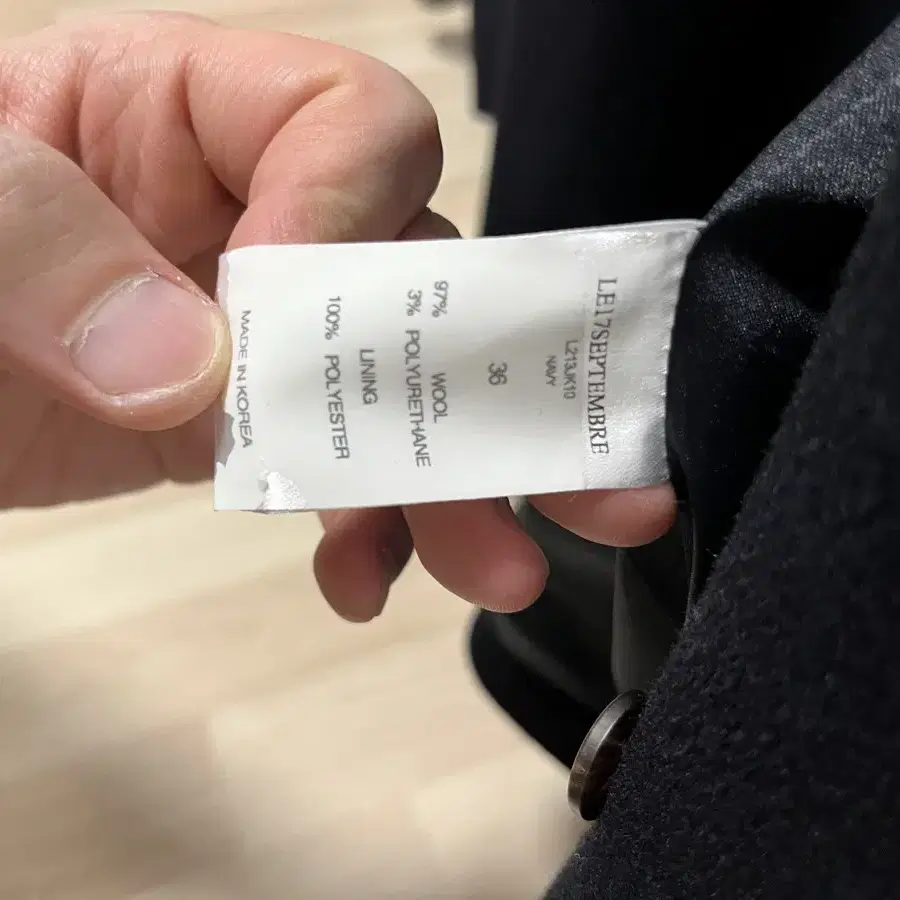 LE17SEPTEMBRE
L213JK10
NAVY
36
97% WOOL
3% POLYURETHANE
LINING
100% POLYESTER
MADE IN KOREA